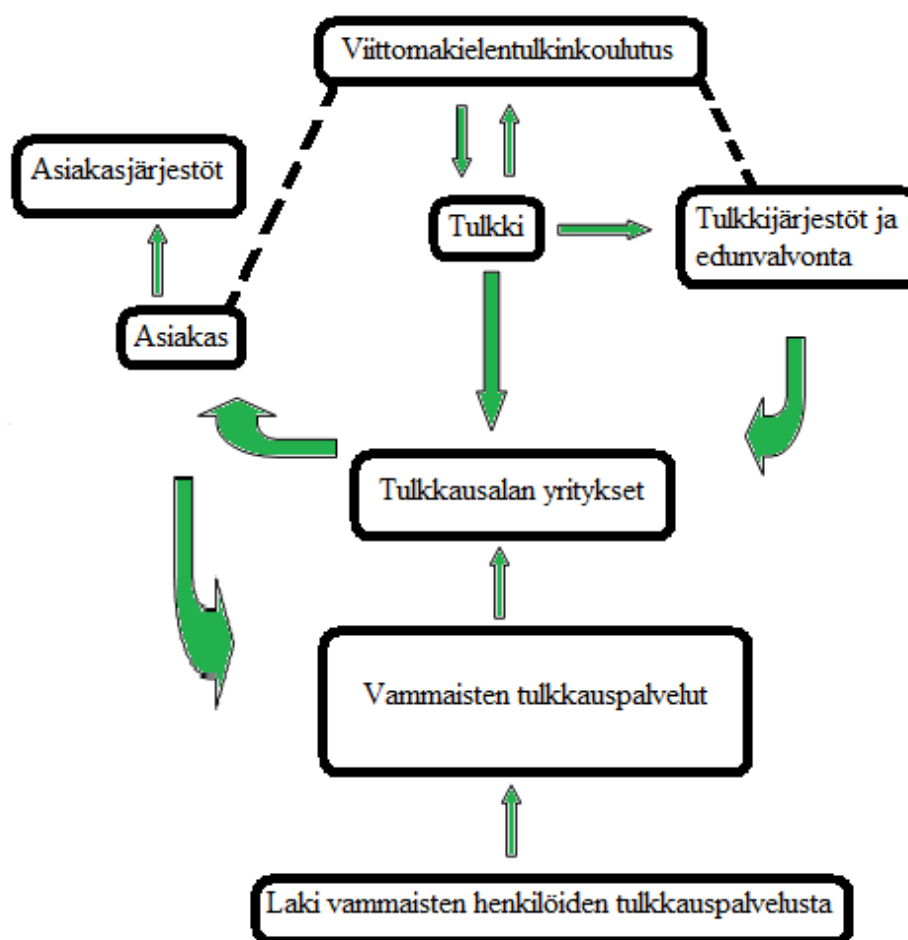 Viittomakielentulkinkoulutus
Asiakasjärjestöt
Tulkki
Tulkkijärjestöt ja
edunvalvonta
Asiakas
Tulkkausalan yritykset
Vammaisten tulkkauspalvelut
Laki vammaisten henkilöiden tulkkauspalvelusta